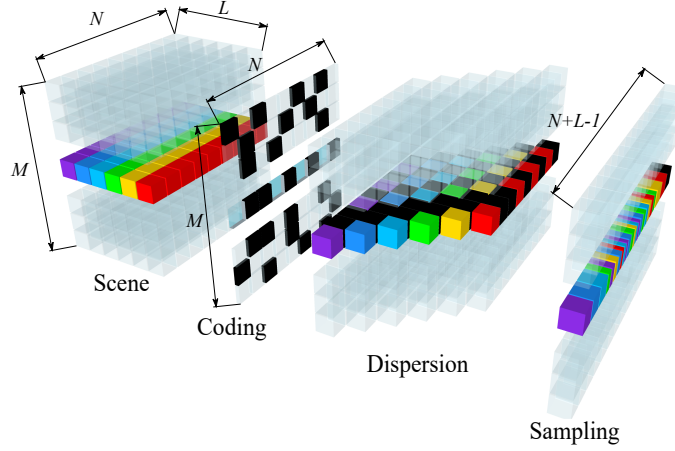 N
L
N
M
M
N+L-1
Scene
Coding
Dispersion
Sampling